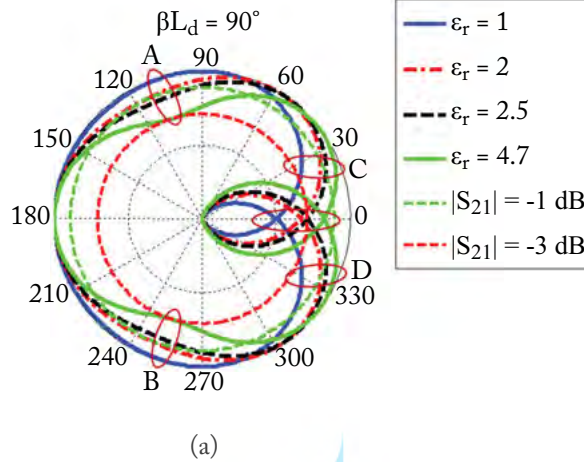 βL_d = 90°
A
90
120
60
150
30
C
180
0
D
210
330
240
300
B
270
ε_r = 1
ε_r = 2
ε_r = 2.5
ε_r = 4.7
|S_21| = -1 dB
|S_21| = -3 dB
(a)